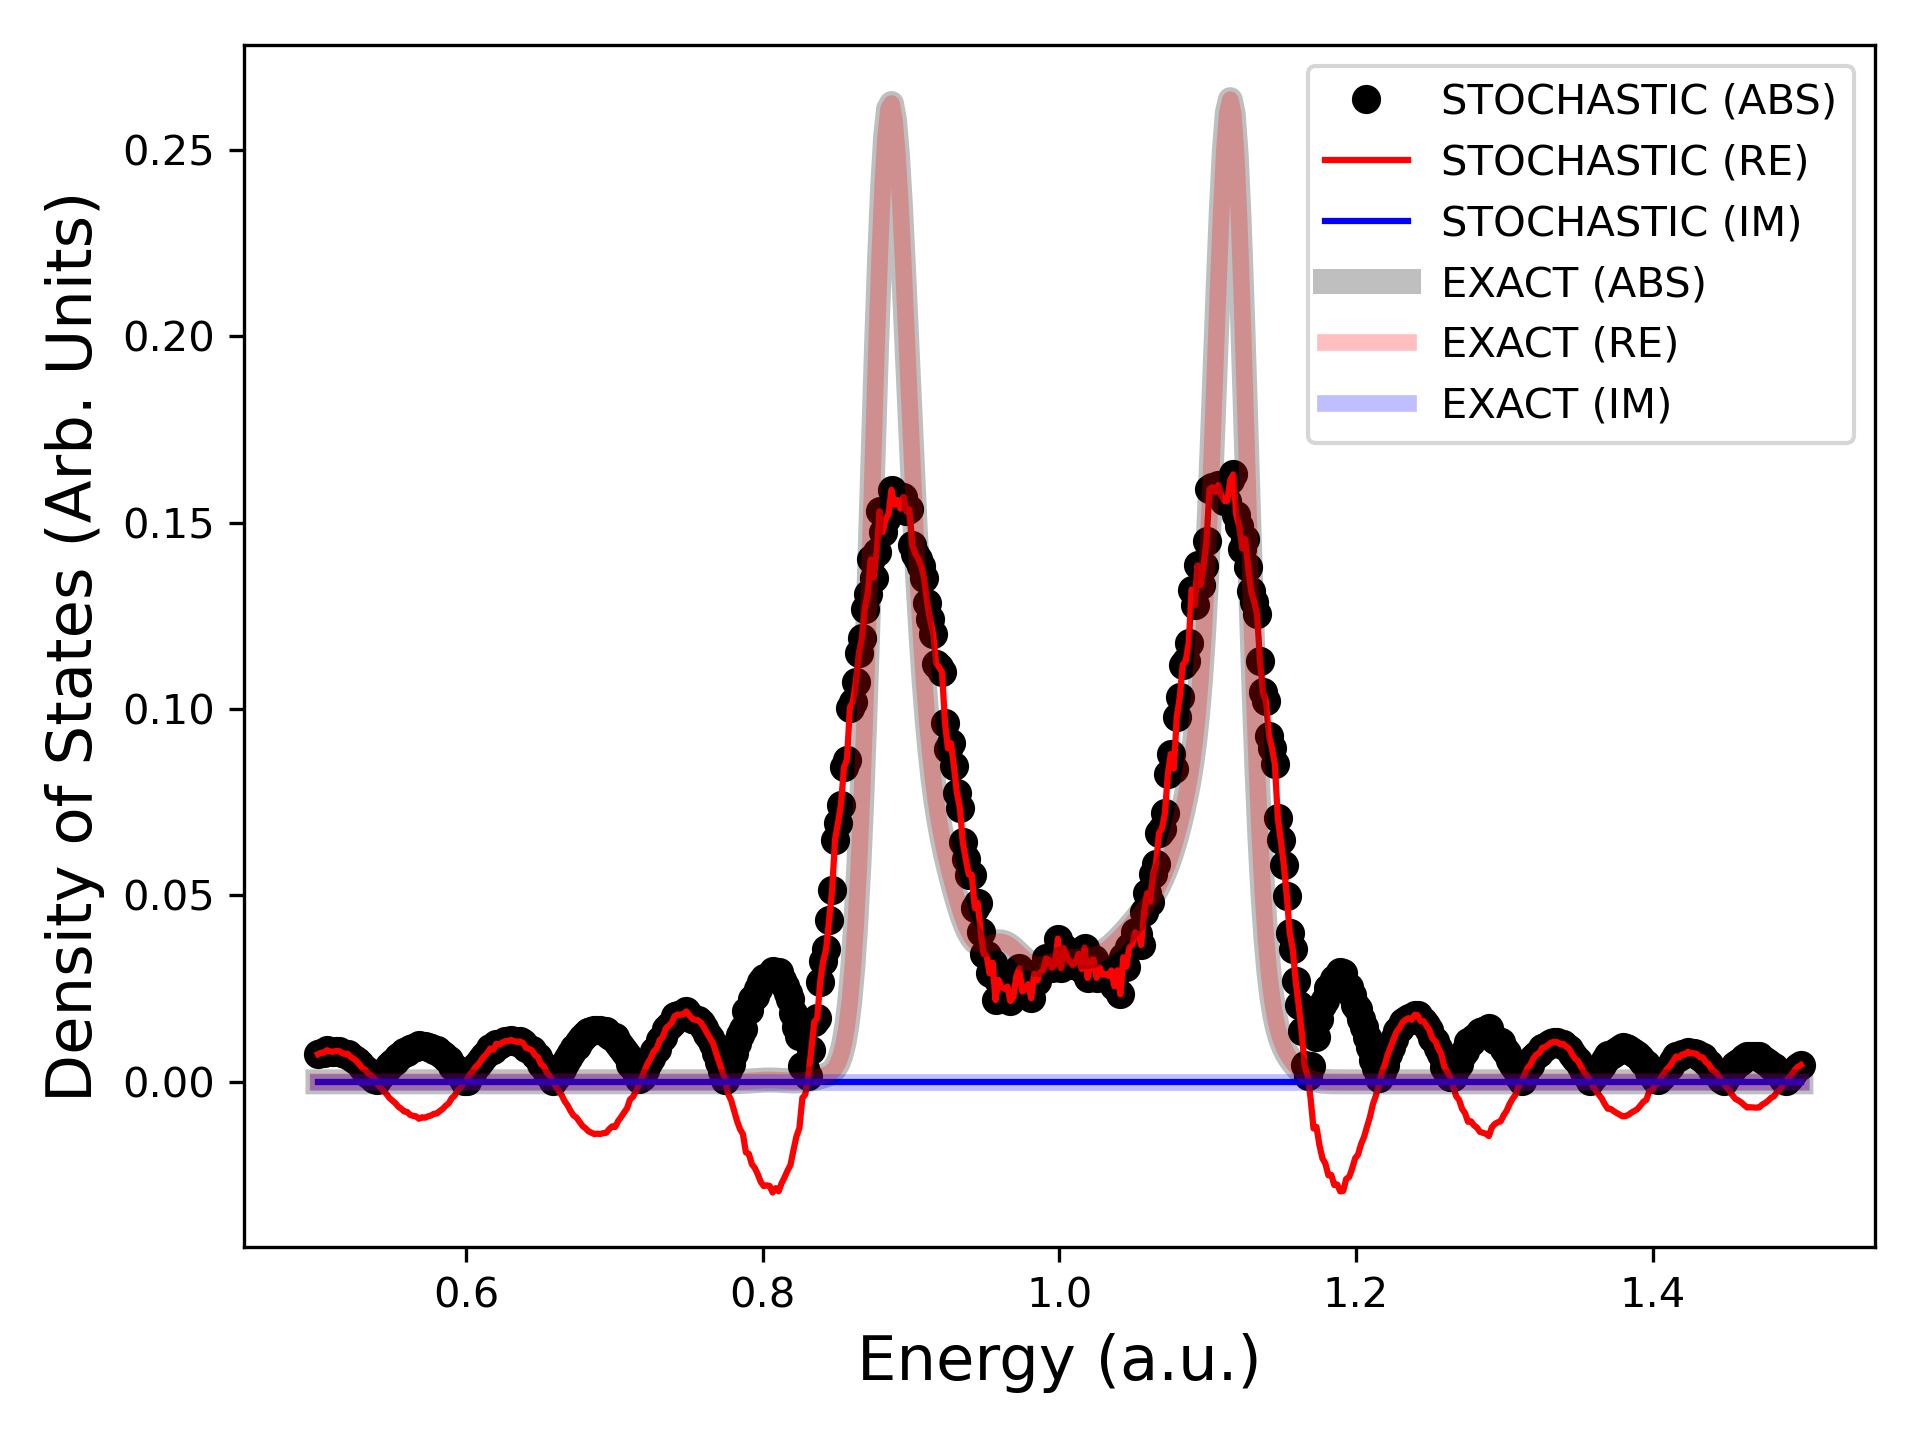 STOCHASTIC (ABS)
STOCHASTIC (RE)
STOCHASTIC (IM)
EXACT (ABS)
EXACT (RE)
EXACT (IM)
Density of States (Arb. Units)
0.25
0.20
0.15
0.10
0.05
0.00
0.6 0.8 1.0 1.2 1.4
Energy (a.u.)